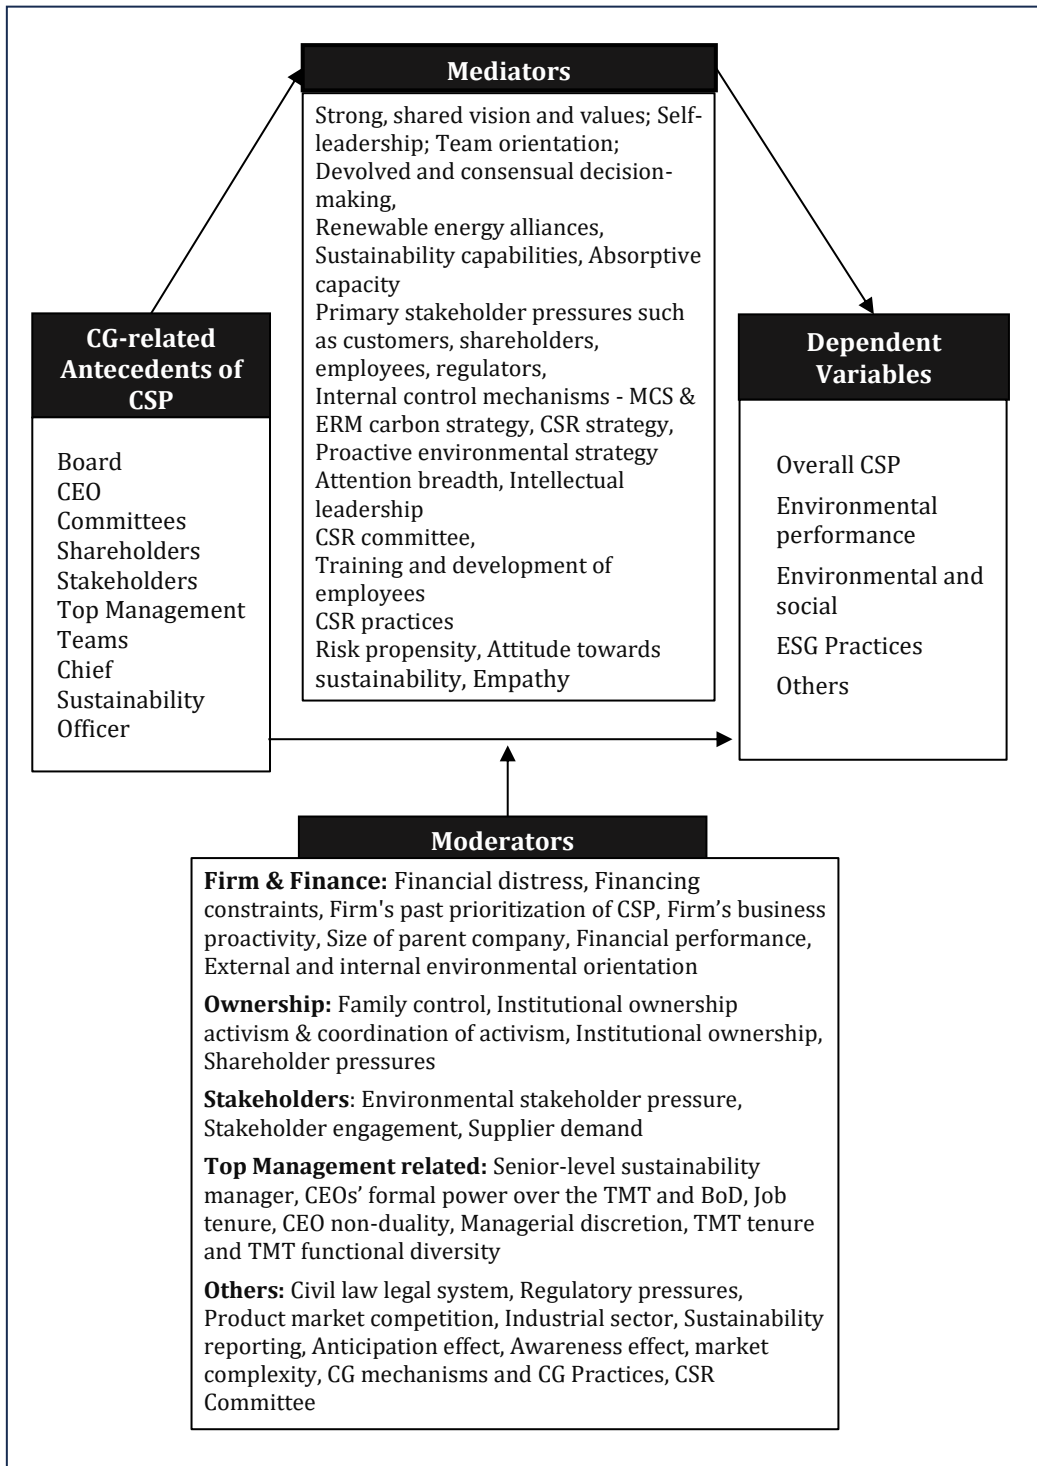 Mediators
Strong, shared vision and values; Self-
leadership; Team orientation;
Devolved and consensual decision-
making,
Renewable energy alliances,
Sustainability capabilities, Absorptive
capacity
Primary stakeholder pressures such
as customers, shareholders,
employees, regulators,
Internal control mechanisms - MCS &
ERM carbon strategy, CSR strategy,
Proactive environmental strategy
Attention breadth, Intellectual
leadership
CSR committee,
Training and development of
employees
CSR practices
Risk propensity, Attitude towards
sustainability, Empathy
CG-related
Antecedents of
CSP
Board
CEO
Committees
Shareholders
Stakeholders
Top Management
Teams
Chief
Sustainability
Officer
Dependent
Variables
Overall CSP
Environmental
performance
Environmental and
social
ESG Practices
Others
Moderators
Firm & Finance: Financial distress, Financing
constraints, Firm's past prioritization of CSP, Firm’s business
proactivity, Size of parent company, Financial performance,
External and internal environmental orientation
Ownership: Family control, Institutional ownership
activism & coordination of activism, Institutional ownership,
Shareholder pressures
Stakeholders: Environmental stakeholder pressure,
Stakeholder engagement, Supplier demand
Top Management related: Senior-level sustainability
manager, CEOs’ formal power over the TMT and BoD, Job
tenure, CEO non-duality, Managerial discretion, TMT tenure
and TMT functional diversity
Others: Civil law legal system, Regulatory pressures,
Product market competition, Industrial sector, Sustainability
reporting, Anticipation effect, Awareness effect, market
complexity, CG mechanisms and CG Practices, CSR
Committee